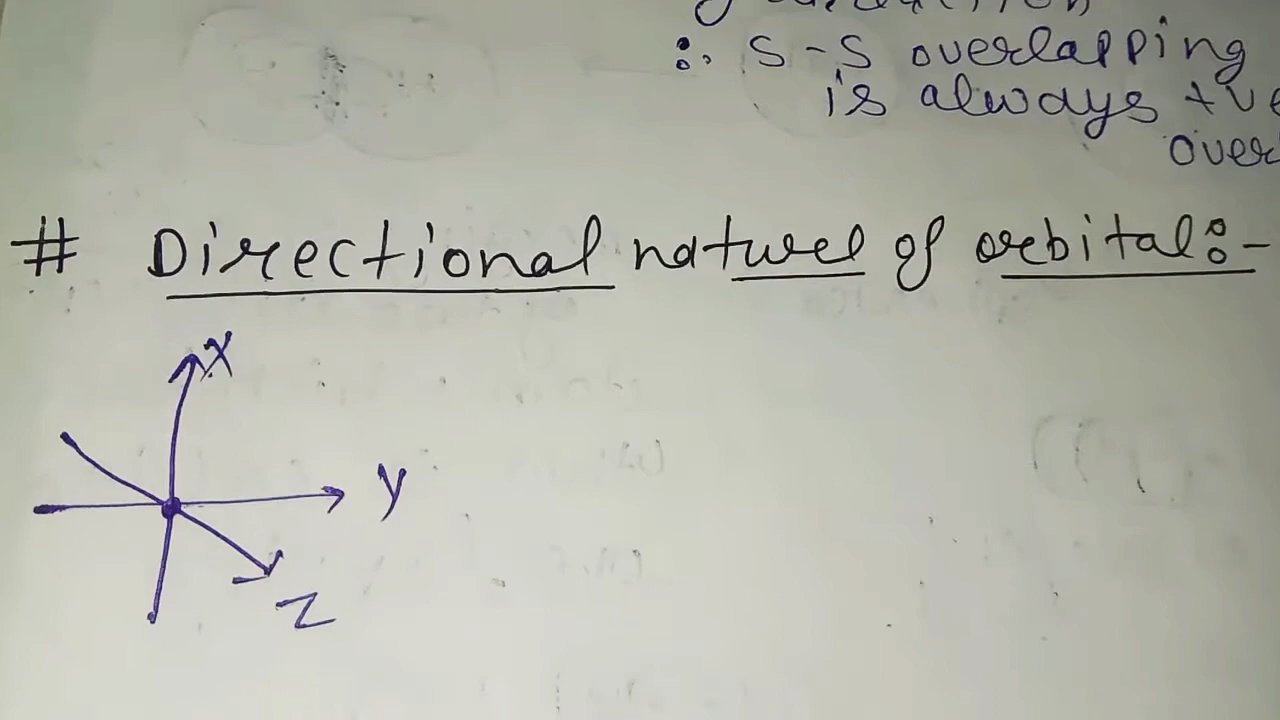 ∴ S-S overlapping
is always +ve
over
# Directional nature of orbital:-
x
y
z